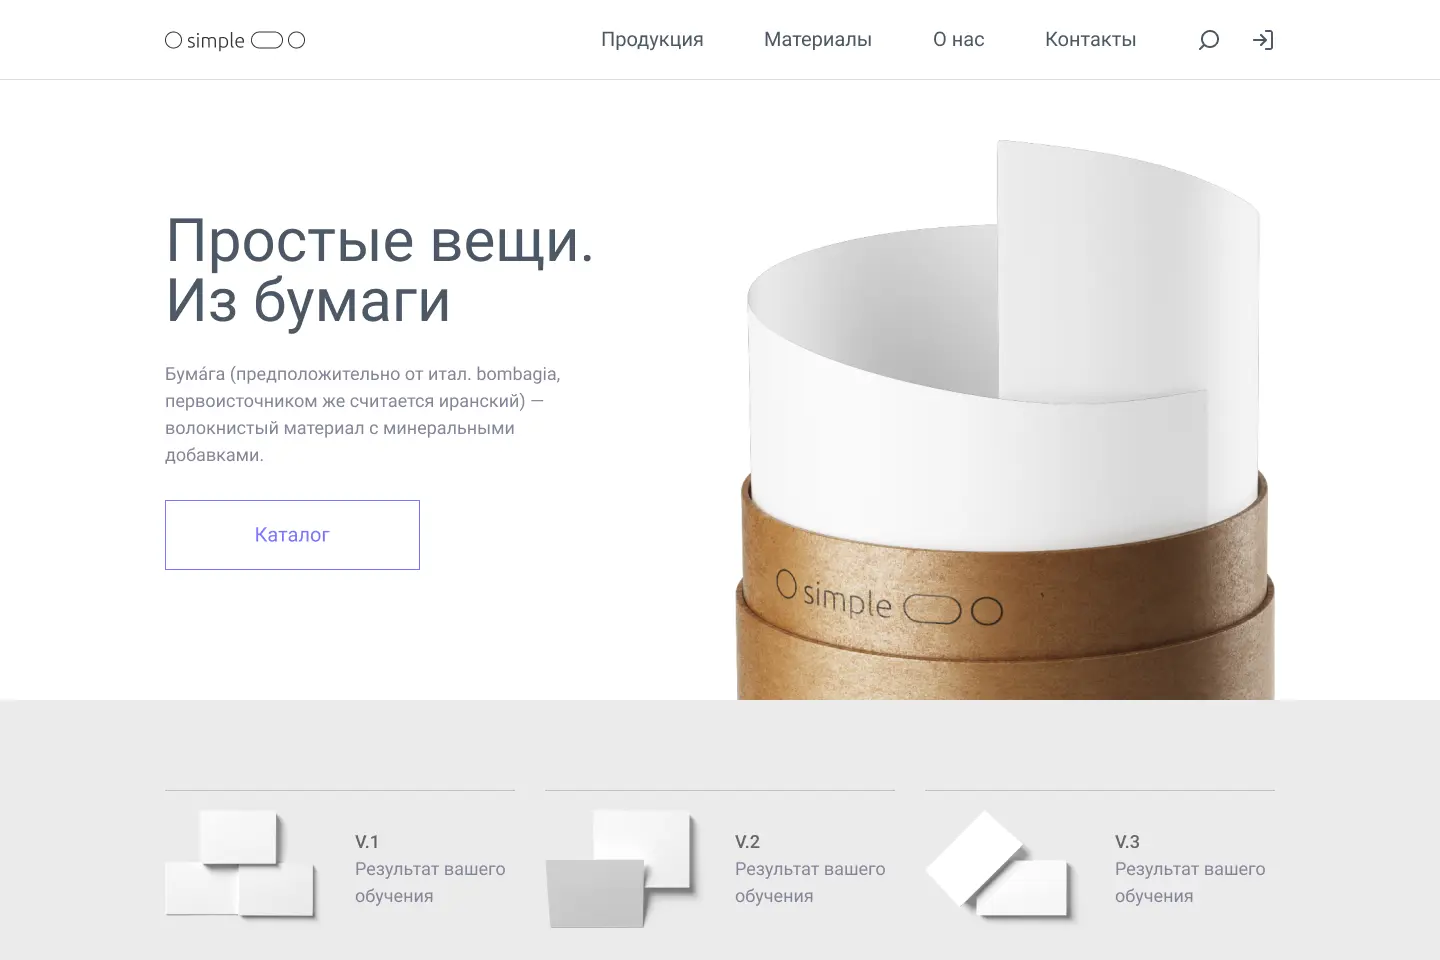 simple
Продукция
Материалы
О нас
Контакты
Простые вещи.
Из бумаги
Бума́га (предположительно от итал. bombagia,
первоисточником же считается иранский) —
волокнистый материал с минеральными
добавками.
Каталог
simple
V.1
Результат вашего
обучения
V.2
Результат вашего
обучения
V.3
Результат вашего
обучения